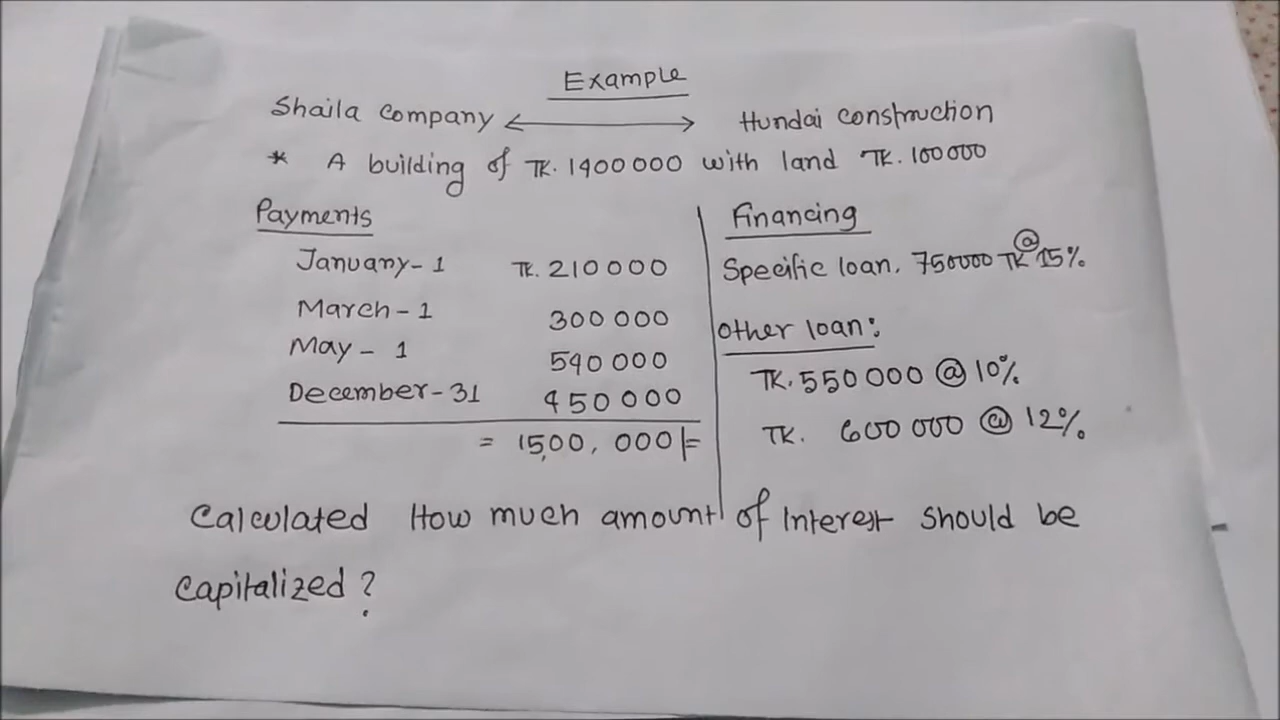 Example
Shaila Company ⟷ Hundai Construction
* A building of TK. 1400000 with land TK. 100000
Payments
January-1 TK. 210000
March-1 300000
May-1 540000
December-31 450000
= 1500,000/=
Financing
Specific loan, 750000 TK @ 15%
Other loan:
TK. 550000 @ 10%
TK. 600000 @ 12%
Calculated How much amount of Interest should be
capitalized?